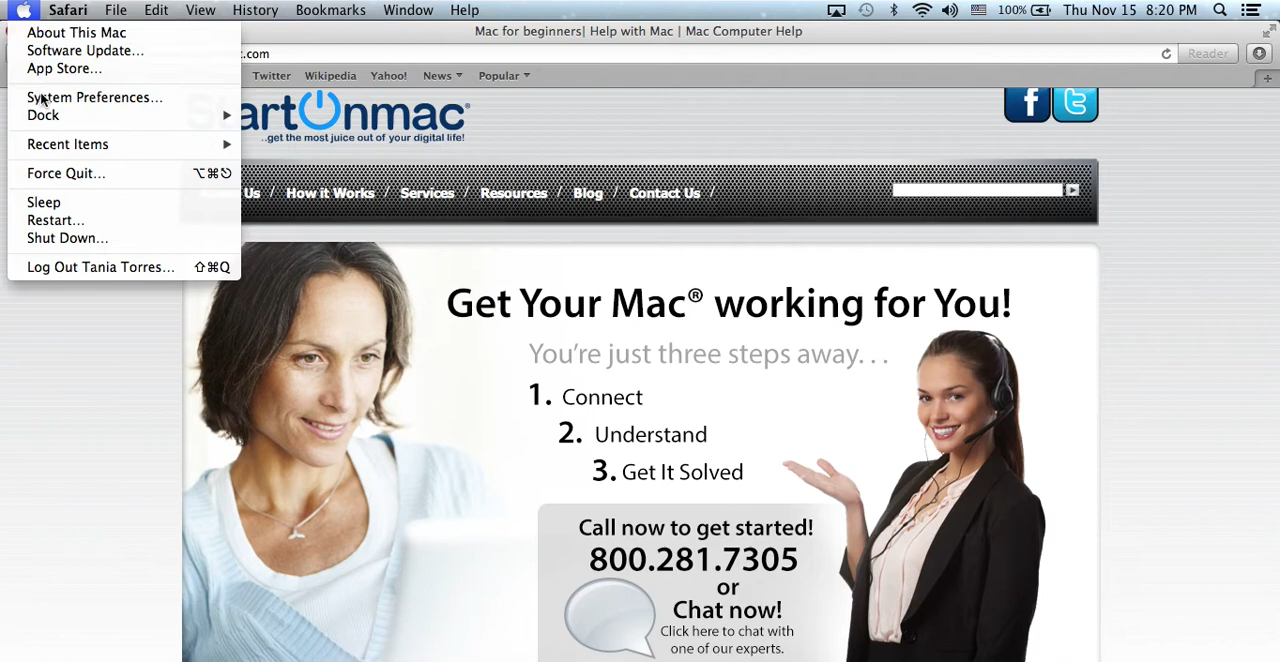 Safari File Edit View History Bookmarks Window Help 100% Thu Nov 15 8:20 PM
Mac for beginners| Help with Mac | Mac Computer Help
.com Reader
Twitter Wikipedia Yahoo! News Popular
About This Mac
Software Update...
App Store...
System Preferences...
Dock
Recent Items
Force Quit... ⌥⌘⎋
Sleep
Restart...
Shut Down...
Log Out Tania Torres... ⇧⌘Q
artOnmac®
..get the most juice out of your digital life!
f t
Us / How it Works / Services / Resources / Blog / Contact Us /
Get Your Mac® working for You!
You're just three steps away...
1. Connect
2. Understand
3. Get It Solved
Call now to get started!
800.281.7305
or
Chat now!
Click here to chat with
one of our experts.